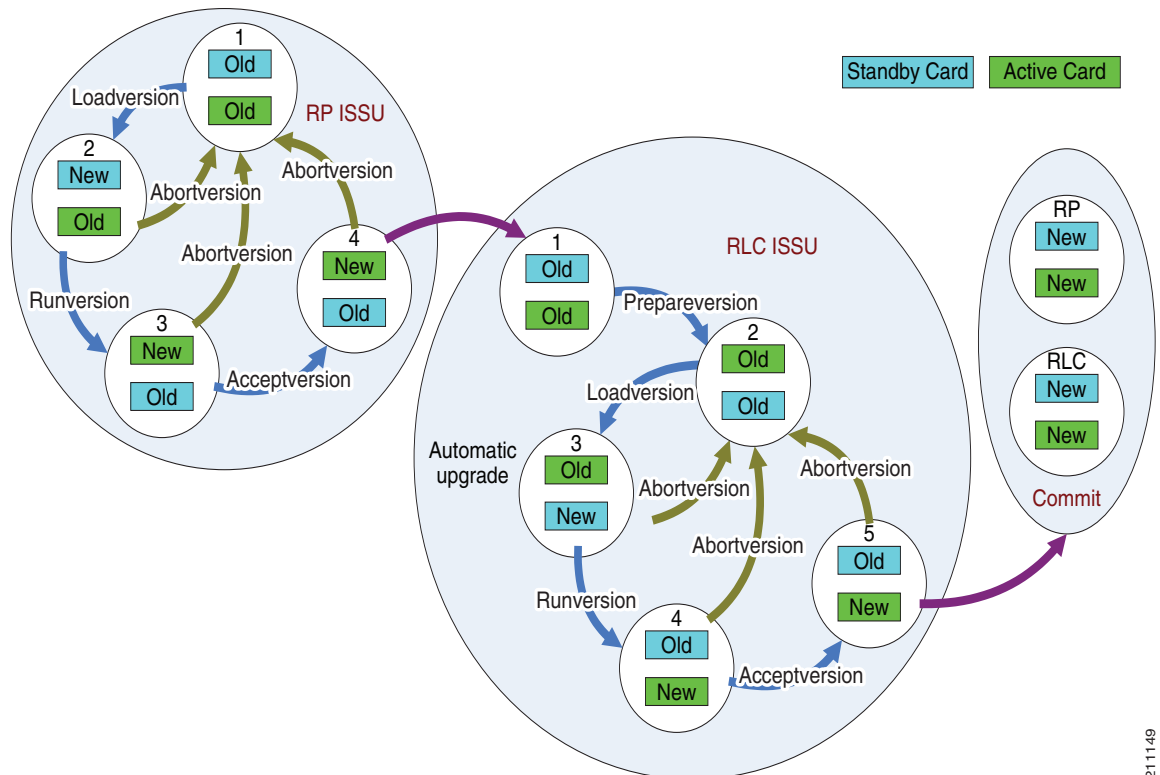 Standby Card
Active Card
RP ISSU
1
Old
Old
Loadversion
2
New
Old
Abortversion
Abortversion
Abortversion
Runversion
3
New
Old
Acceptversion
4
New
Old
RLC ISSU
1
Old
Old
Prepareversion
2
Old
Old
Loadversion
Automatic
upgrade
3
Old
New
Abortversion
Abortversion
Abortversion
Runversion
4
Old
New
Acceptversion
5
Old
New
RP
New
New
RLC
New
New
Commit
211149